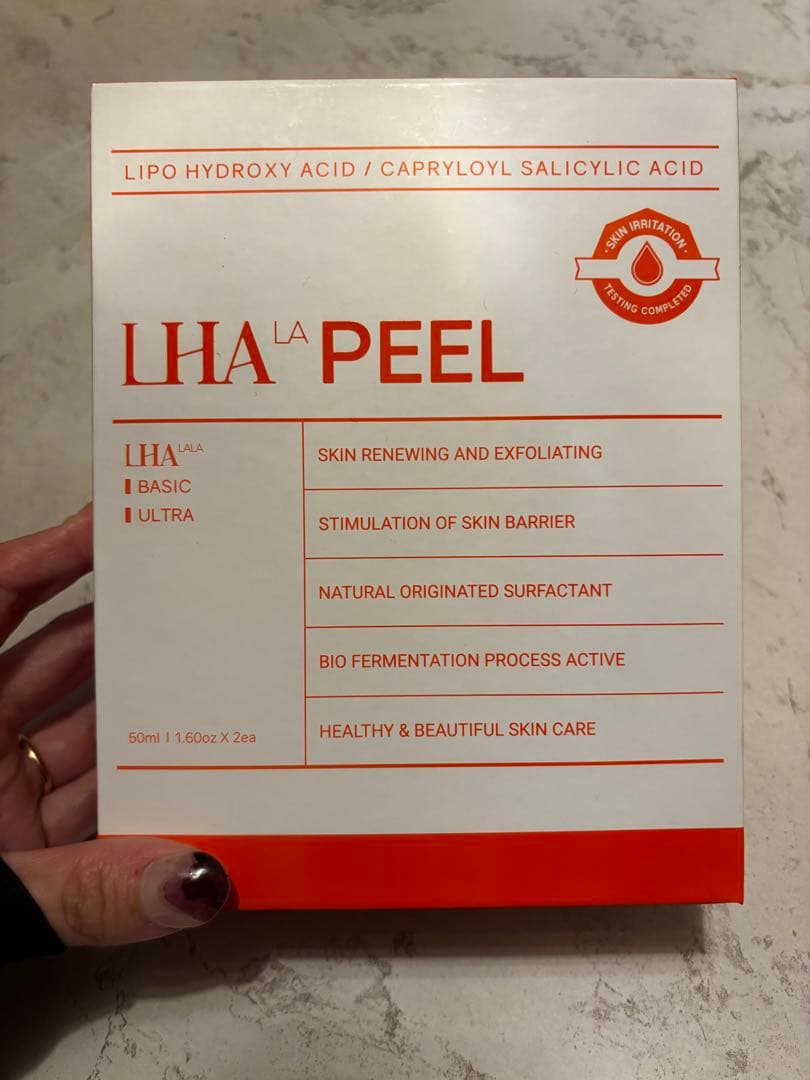 LIPO HYDROXY ACID / CAPRYLOYL SALICYLIC ACID
· SKIN IRRITATION ·
TESTING COMPLETED
LHA LA PEEL
LHA LALA
BASIC
ULTRA
50ml | 1.60oz X 2ea
SKIN RENEWING AND EXFOLIATING
STIMULATION OF SKIN BARRIER
NATURAL ORIGINATED SURFACTANT
BIO FERMENTATION PROCESS ACTIVE
HEALTHY & BEAUTIFUL SKIN CARE